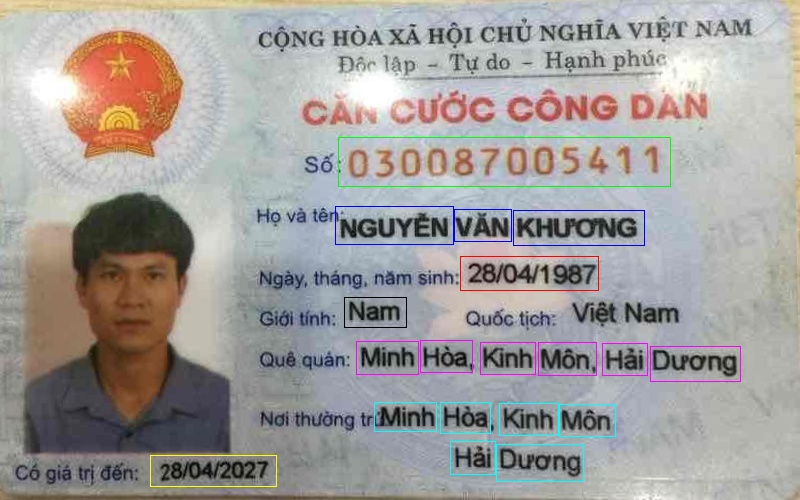 CỘNG HÒA XÃ HỘI CHỦ NGHĨA VIỆT NAM
Độc lập - Tự do - Hạnh phúc
CĂN CƯỚC CÔNG DÂN
Số: 030087005411
Họ và tên: NGUYỄN VĂN KHƯƠNG
Ngày, tháng, năm sinh: 28/04/1987
Giới tính: Nam Quốc tịch: Việt Nam
Quê quán: Minh Hòa, Kinh Môn, Hải Dương
Nơi thường trú: Minh Hòa, Kinh Môn
Hải Dương
Có giá trị đến: 28/04/2027